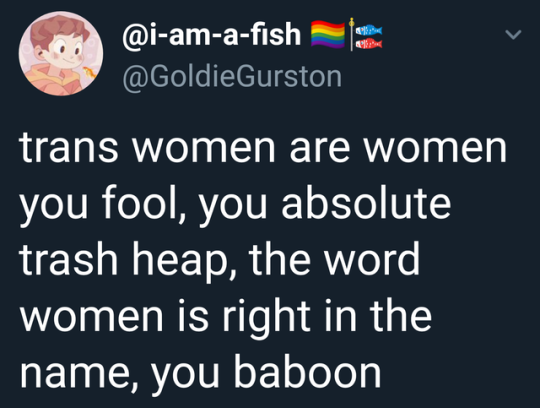 @i-am-a-fish 🏳️‍🌈🎏
@GoldieGurston
trans women are women
you fool, you absolute
trash heap, the word
women is right in the
name, you baboon